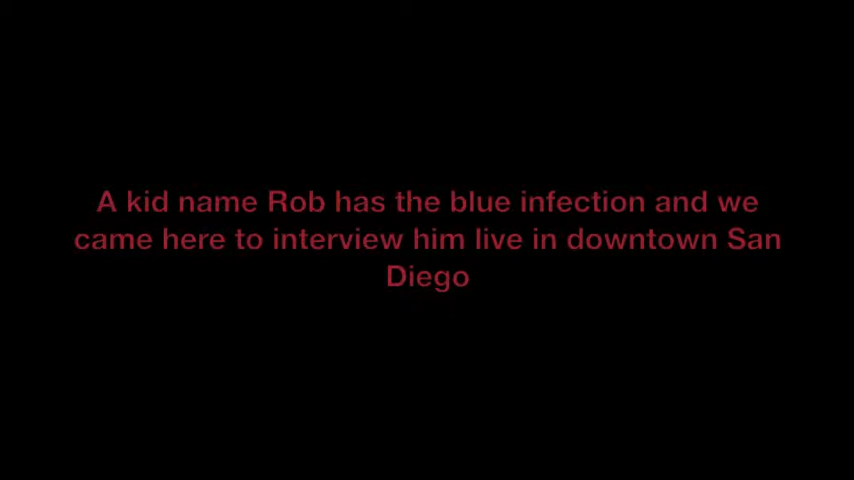 A kid name Rob has the blue infection and we
came here to interview him live in downtown San
Diego